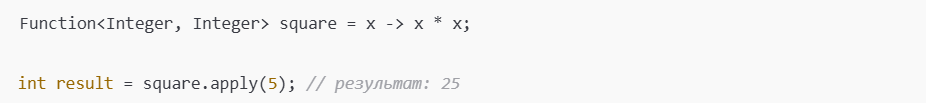 Function<Integer, Integer> square = x -> x * x;
int result = square.apply(5); // результат: 25